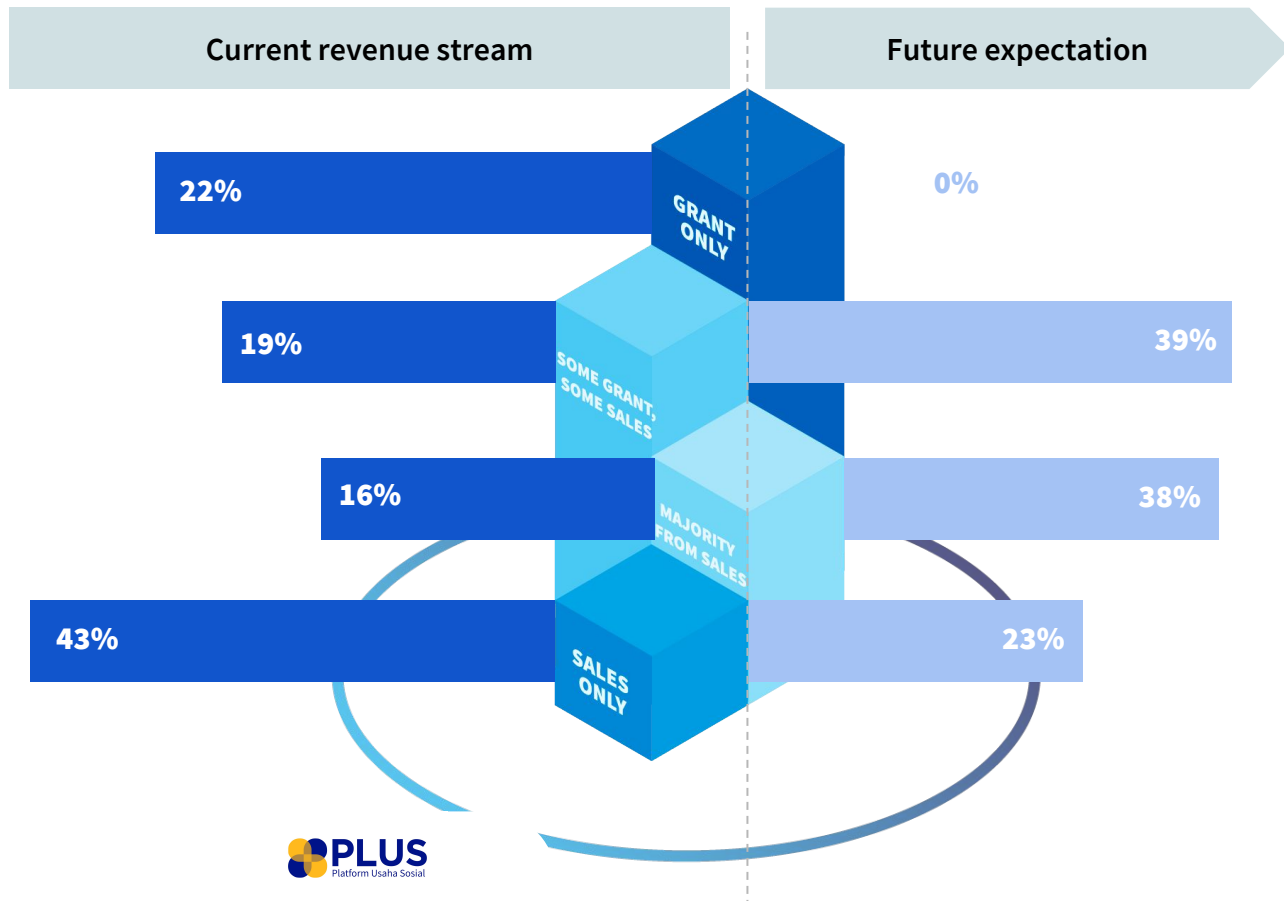 Current revenue stream
Future expectation
22%
GRANT
ONLY
0%
19%
SOME GRANT,
SOME SALES
39%
16%
MAJORITY
FROM SALES
38%
43%
SALES
ONLY
23%
PLUS
Platform Usaha Sosial